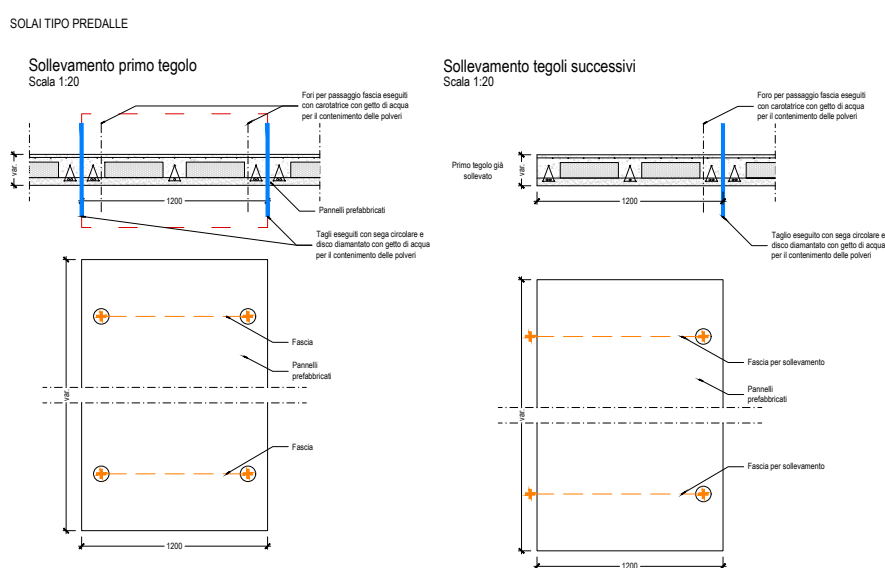 SOLAI TIPO PREDALLE
Sollevamento primo tegolo
Scala 1:20
Fori per passaggio fascia eseguiti
con carotatrice con getto di acqua
per il contenimento delle polveri
var.
1200
Pannelli prefabbricati
Tagli eseguiti con sega circolare e
disco diamantato con getto di acqua
per il contenimento delle polveri
Fascia
Pannelli
prefabbricati
var.
Fascia
1200
Sollevamento tegoli successivi
Scala 1:20
Foro per passaggio fascia eseguiti
con carotatrice con getto di acqua
per il contenimento delle polveri
Primo tegolo già
sollevato
var.
1200
Taglio eseguito con sega circolare e
disco diamantato con getto di acqua
per il contenimento delle polveri
Fascia per sollevamento
Pannelli
prefabbricati
var.
Fascia per sollevamento
1200